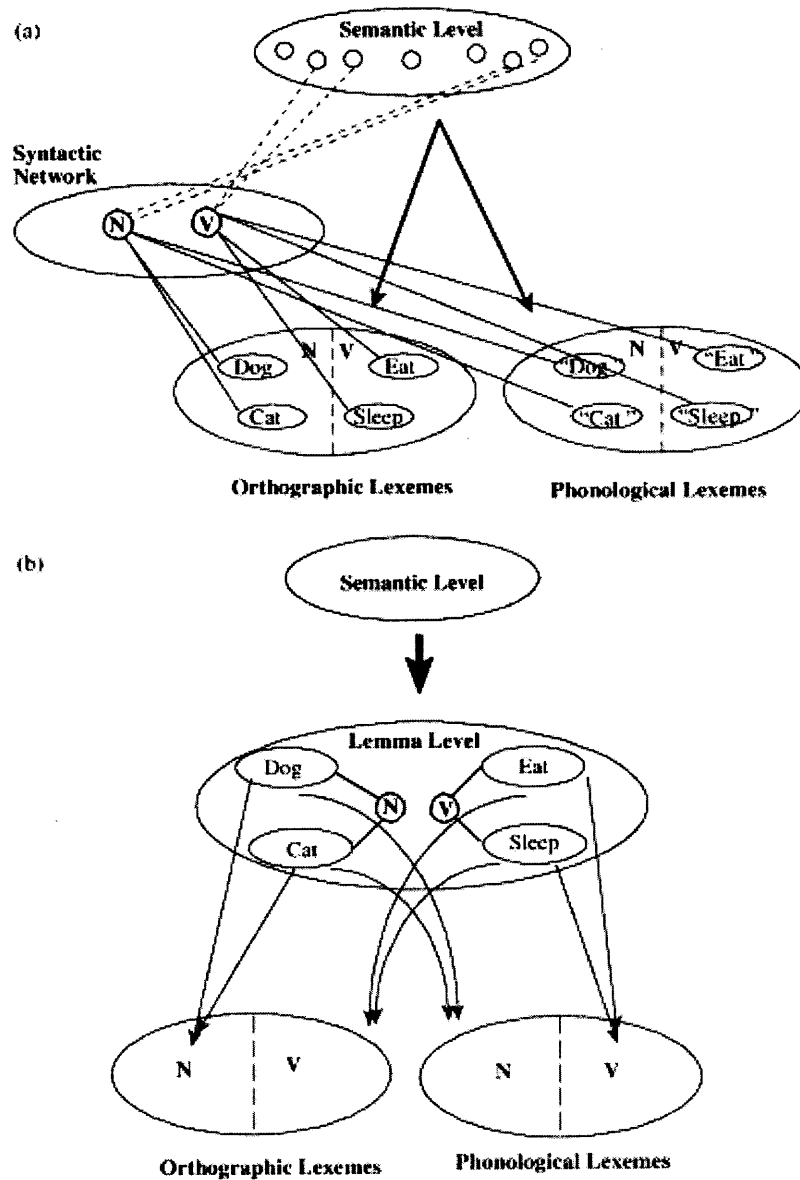 (a)
Semantic Level
Syntactic
Network
N V
N V N V
Dog Eat "Dog" "Eat"
Cat Sleep "Cat" "Sleep"
Orthographic Lexemes Phonological Lexemes
(b)
Semantic Level
Lemma Level
Dog Eat
N V
Cat Sleep
N V N V
Orthographic Lexemes Phonological Lexemes